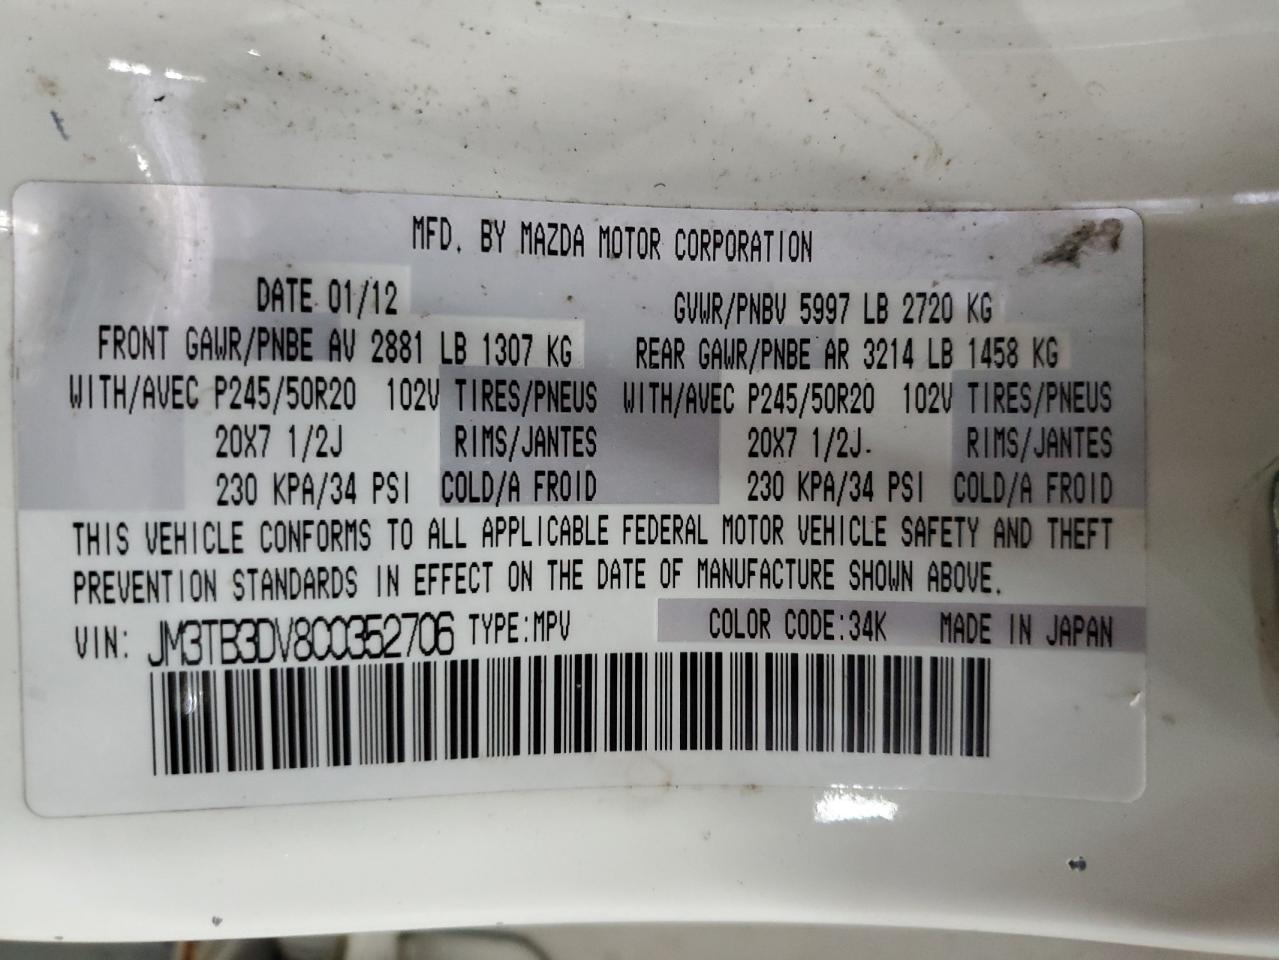 MFD. BY MAZDA MOTOR CORPORATION
DATE 01/12 GVWR/PNBV 5997 LB 2720 KG
FRONT GAWR/PNBE AV 2881 LB 1307 KG REAR GAWR/PNBE AR 3214 LB 1458 KG
WITH/AVEC P245/50R20 102V TIRES/PNEUS WITH/AVEC P245/50R20 102V TIRES/PNEUS
20X7 1/2J RIMS/JANTES 20X7 1/2J RIMS/JANTES
230 KPA/34 PSI COLD/A FROID 230 KPA/34 PSI COLD/A FROID
THIS VEHICLE CONFORMS TO ALL APPLICABLE FEDERAL MOTOR VEHICLE SAFETY AND THEFT
PREVENTION STANDARDS IN EFFECT ON THE DATE OF MANUFACTURE SHOWN ABOVE.
VIN: JM3TB3DV8C0352706 TYPE:MPV COLOR CODE:34K MADE IN JAPAN